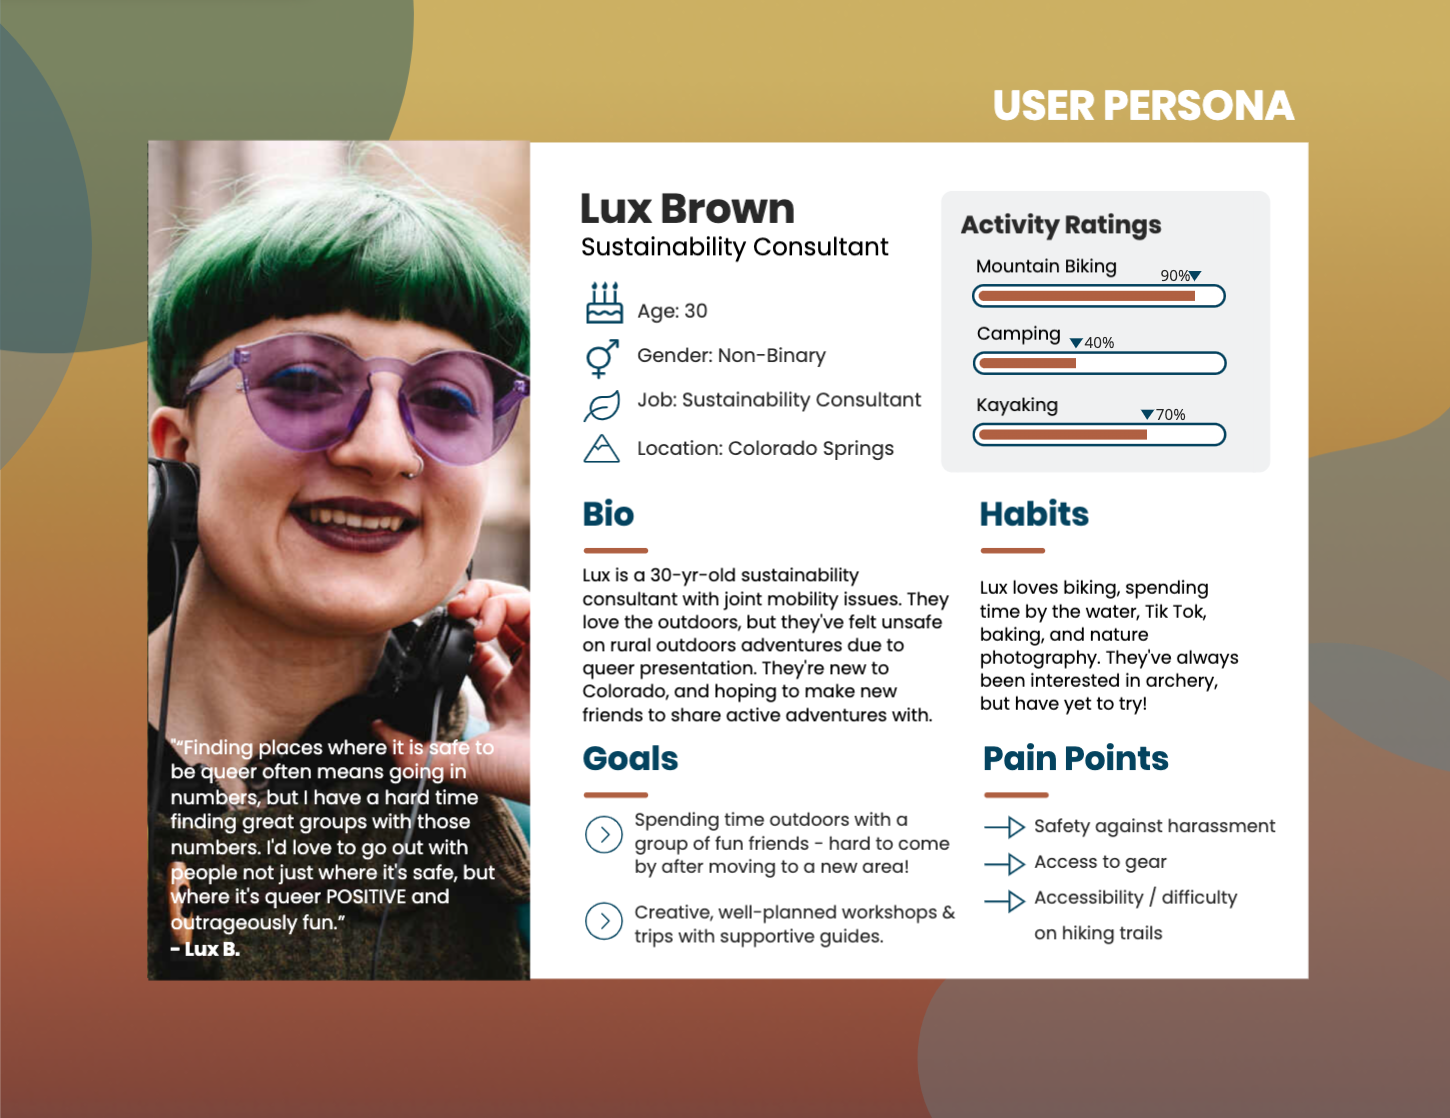 USER PERSONA
Lux Brown
Sustainability Consultant
Age: 30
Gender: Non-Binary
Job: Sustainability Consultant
Location: Colorado Springs
Activity Ratings
Mountain Biking
90%
Camping
40%
Kayaking
70%
Bio
Lux is a 30-yr-old sustainability
consultant with joint mobility issues. They
love the outdoors, but they've felt unsafe
on rural outdoors adventures due to
queer presentation. They're new to
Colorado, and hoping to make new
friends to share active adventures with.
Habits
Lux loves biking, spending
time by the water, Tik Tok,
baking, and nature
photography. They've always
been interested in archery,
but have yet to try!
Goals
Spending time outdoors with a
group of fun friends - hard to come
by after moving to a new area!
Creative, well-planned workshops &
trips with supportive guides.
Pain Points
Safety against harassment
Access to gear
Accessibility / difficulty
on hiking trails
"“Finding places where it is safe to
be queer often means going in
numbers, but I have a hard time
finding great groups with those
numbers. I'd love to go out with
people not just where it's safe, but
where it's queer POSITIVE and
outrageously fun.”
- Lux B.